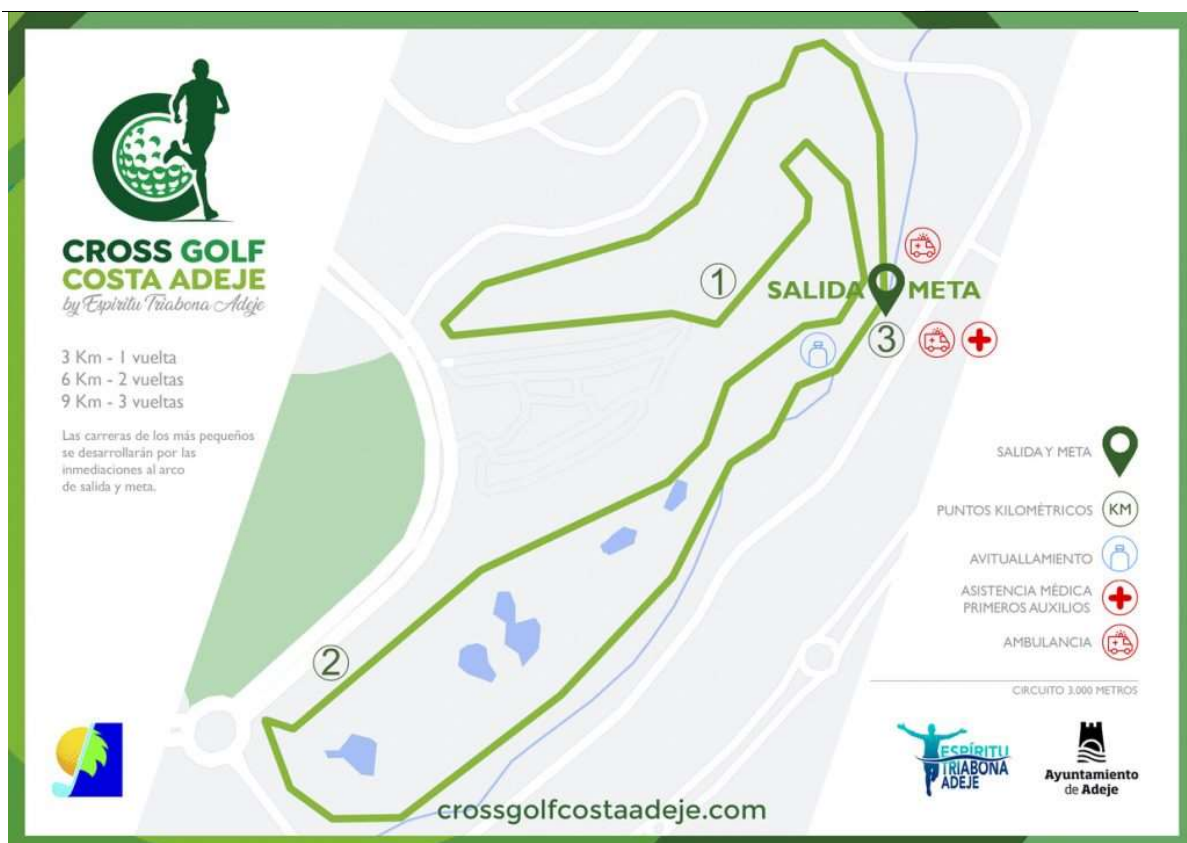 CROSS GOLF
COSTA ADEJE
by Espíritu Triabona Adeje
3 Km - 1 vuelta
6 Km - 2 vueltas
9 Km - 3 vueltas
Las carreras de los más pequeños
se desarrollarán por las
inmediaciones al arco
de salida y meta.
1
SALIDA META
3
2
SALIDA Y META
PUNTOS KILOMÉTRICOS KM
AVITUALLAMIENTO
ASISTENCIA MÉDICA
PRIMEROS AUXILIOS
AMBULANCIA
CIRCUITO 3.000 METROS
ESPÍRITU
TRIABONA
ADEJE
Ayuntamiento
de Adeje
crossgolfcostaadeje.com